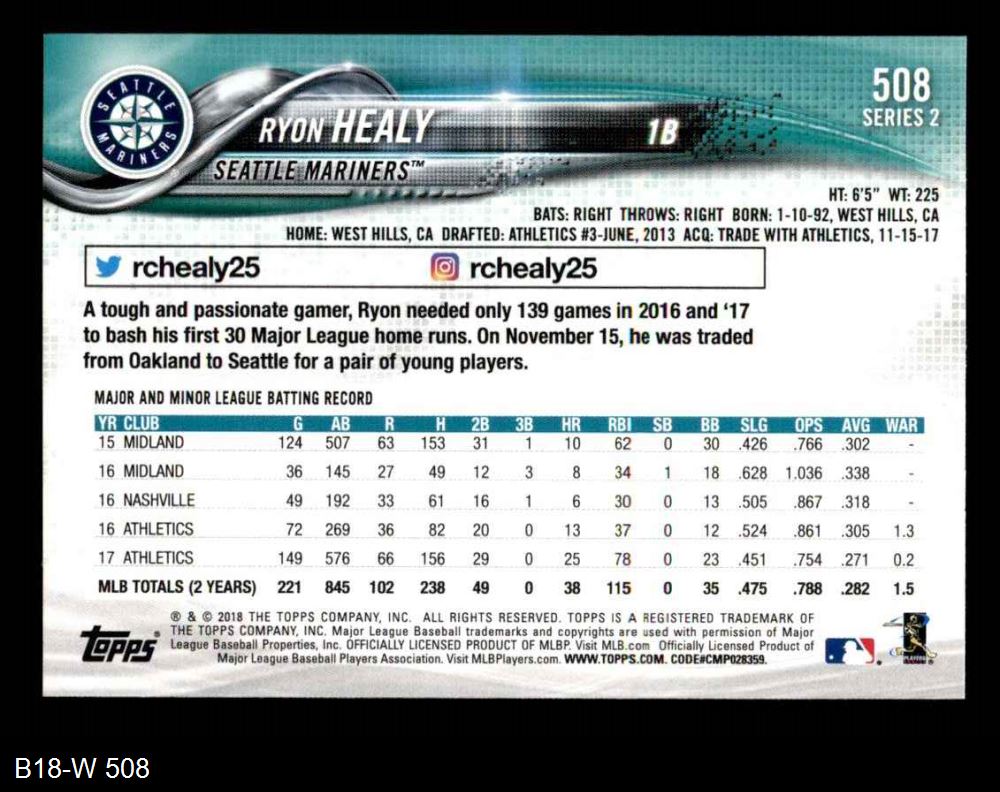 SEATTLE MARINERS
RYON HEALY 1B
SEATTLE MARINERS™
508
SERIES 2
HT: 6'5" WT: 225
BATS: RIGHT THROWS: RIGHT BORN: 1-10-92, WEST HILLS, CA
HOME: WEST HILLS, CA DRAFTED: ATHLETICS #3-JUNE, 2013 ACQ: TRADE WITH ATHLETICS, 11-15-17
rchealy25 rchealy25
A tough and passionate gamer, Ryon needed only 139 games in 2016 and ‘17
to bash his first 30 Major League home runs. On November 15, he was traded
from Oakland to Seattle for a pair of young players.
MAJOR AND MINOR LEAGUE BATTING RECORD
YR CLUB G AB R H 2B 3B HR RBI SB BB SLG OPS AVG WAR
15 MIDLAND 124 507 63 153 31 1 10 62 0 30 .426 .766 .302 -
16 MIDLAND 36 145 27 49 12 3 8 34 1 18 .628 1.036 .338 -
16 NASHVILLE 49 192 33 61 16 1 6 30 0 13 .505 .867 .318 -
16 ATHLETICS 72 269 36 82 20 0 13 37 0 12 .524 .861 .305 1.3
17 ATHLETICS 149 576 66 156 29 0 25 78 0 23 .451 .754 .271 0.2
MLB TOTALS (2 YEARS) 221 845 102 238 49 0 38 115 0 35 .475 .788 .282 1.5
® & © 2018 THE TOPPS COMPANY, INC. ALL RIGHTS RESERVED. TOPPS IS A REGISTERED TRADEMARK OF
THE TOPPS COMPANY, INC. Major League Baseball trademarks and copyrights are used with permission of Major
League Baseball Properties, Inc. OFFICIALLY LICENSED PRODUCT OF MLBP. Visit MLB.com Officially Licensed Product of
Major League Baseball Players Association. Visit MLBPlayers.com. WWW.TOPPS.COM. CODE#CMP028359.
Topps®
PLAYERS
B18-W 508